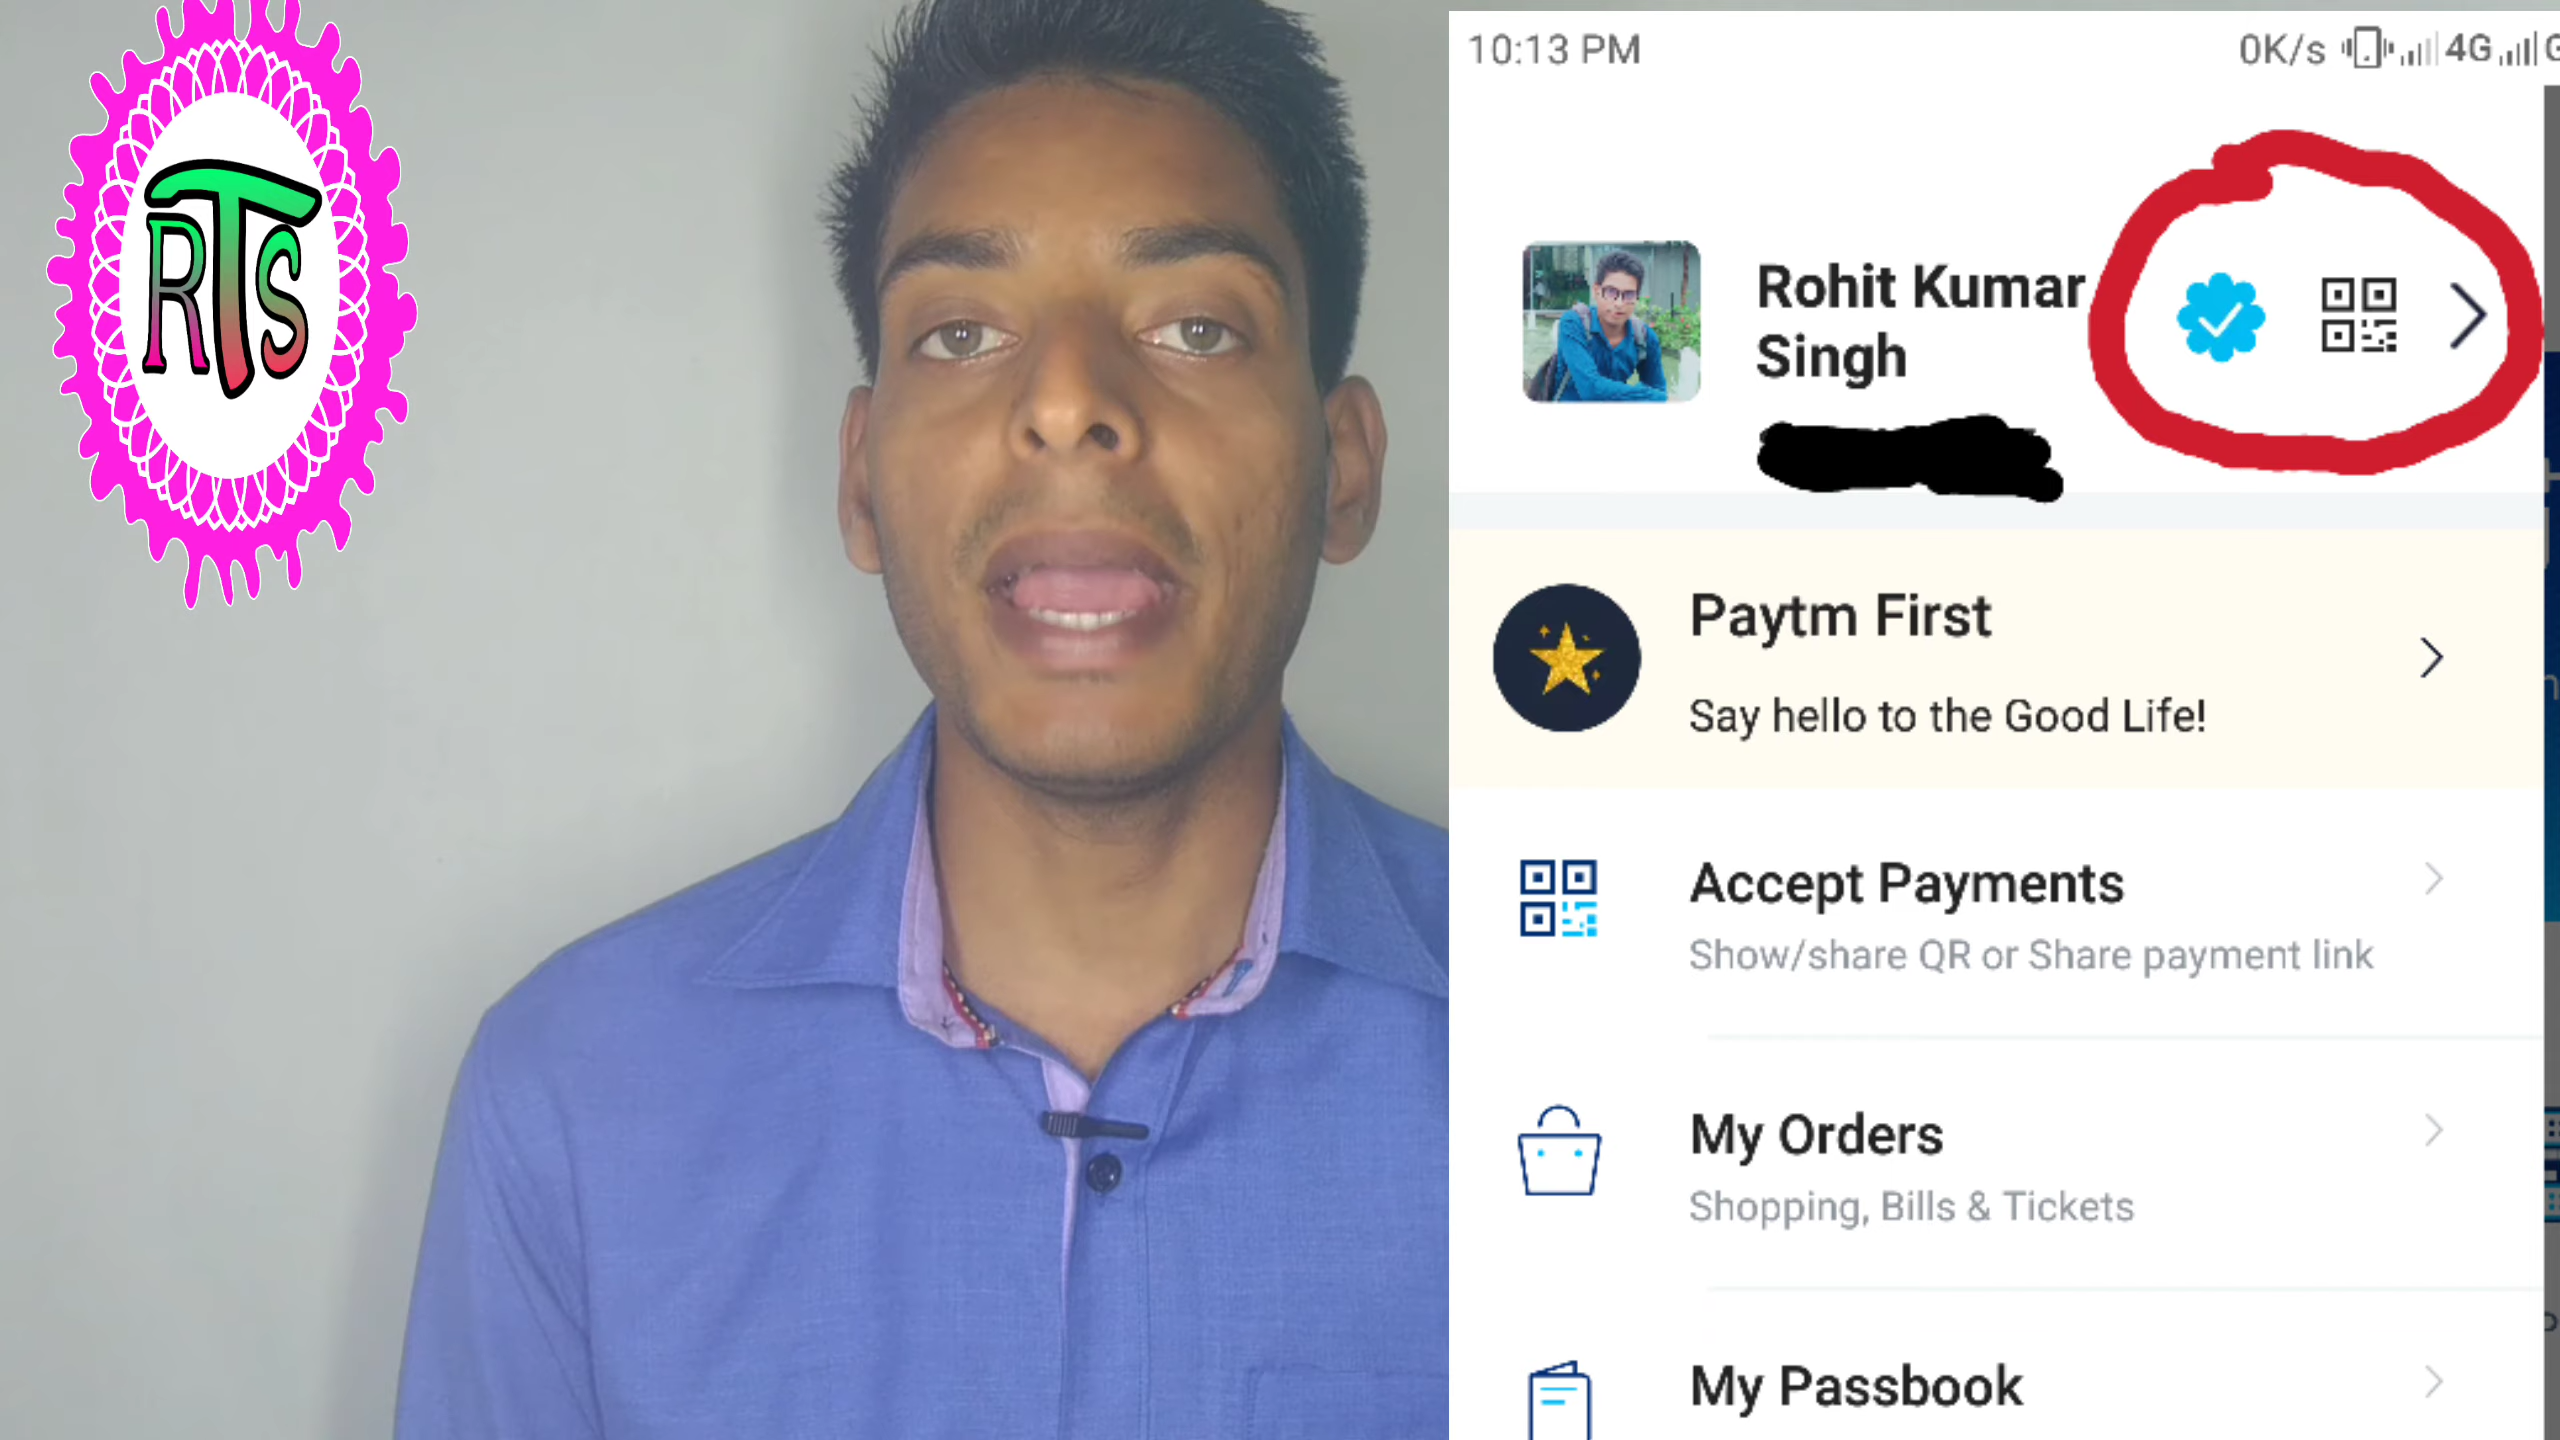 RTS
10:13 PM
0K/s 4G
Rohit Kumar
Singh
Paytm First
Say hello to the Good Life!
Accept Payments
Show/share QR or Share payment link
My Orders
Shopping, Bills & Tickets
My Passbook